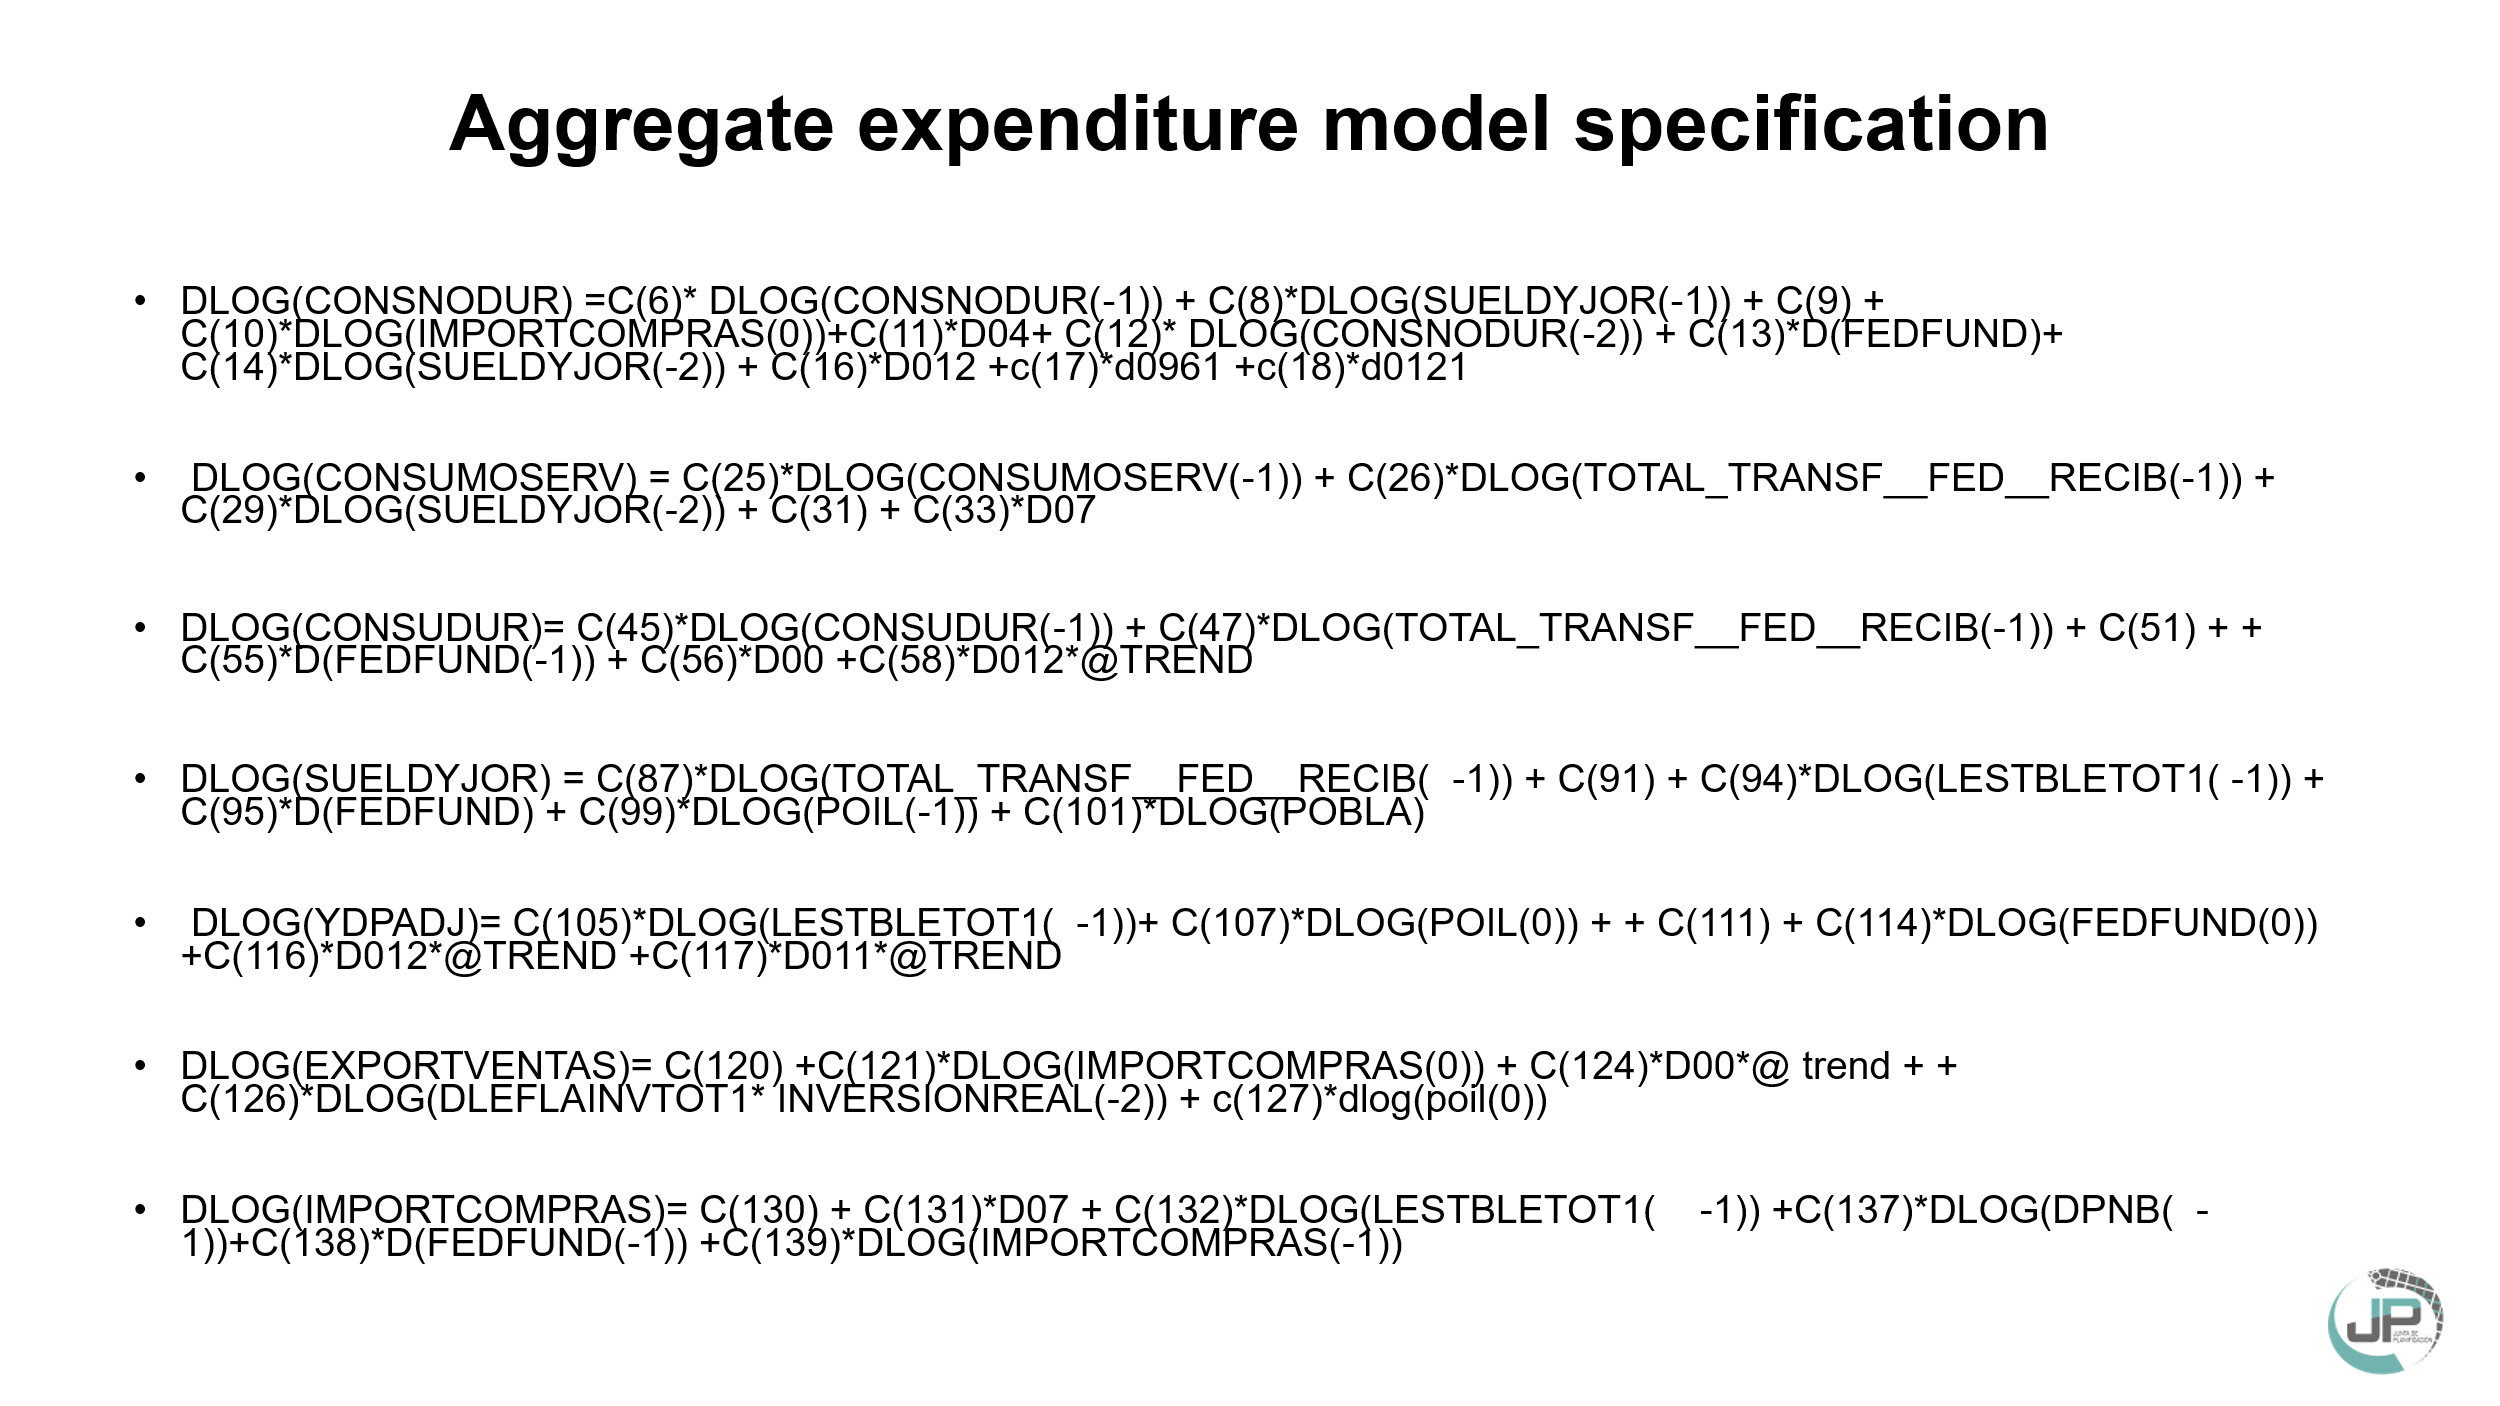 Aggregate expenditure model specification
• DLOG(CONSNODUR) =C(6)* DLOG(CONSNODUR(-1)) + C(8)*DLOG(SUELDYJOR(-1)) + C(9) +
C(10)*DLOG(IMPORTCOMPRAS(0))+C(11)*D04+ C(12)* DLOG(CONSNODUR(-2)) + C(13)*D(FEDFUND)+
C(14)*DLOG(SUELDYJOR(-2)) + C(16)*D012 +c(17)*d0961 +c(18)*d0121
• DLOG(CONSUMOSERV) = C(25)*DLOG(CONSUMOSERV(-1)) + C(26)*DLOG(TOTAL_TRANSF__FED__RECIB(-1)) +
C(29)*DLOG(SUELDYJOR(-2)) + C(31) + C(33)*D07
• DLOG(CONSUDUR)= C(45)*DLOG(CONSUDUR(-1)) + C(47)*DLOG(TOTAL_TRANSF__FED__RECIB(-1)) + C(51) + +
C(55)*D(FEDFUND(-1)) + C(56)*D00 +C(58)*D012*@TREND
• DLOG(SUELDYJOR) = C(87)*DLOG(TOTAL_TRANSF__FED__RECIB( -1)) + C(91) + C(94)*DLOG(LESTBLETOT1( -1)) +
C(95)*D(FEDFUND) + C(99)*DLOG(POIL(-1)) + C(101)*DLOG(POBLA)
• DLOG(YDPADJ)= C(105)*DLOG(LESTBLETOT1( -1))+ C(107)*DLOG(POIL(0)) + + C(111) + C(114)*DLOG(FEDFUND(0))
+C(116)*D012*@TREND +C(117)*D011*@TREND
• DLOG(EXPORTVENTAS)= C(120) +C(121)*DLOG(IMPORTCOMPRAS(0)) + C(124)*D00*@ trend + +
C(126)*DLOG(DLEFLAINVTOT1* INVERSIONREAL(-2)) + c(127)*dlog(poil(0))
• DLOG(IMPORTCOMPRAS)= C(130) + C(131)*D07 + C(132)*DLOG(LESTBLETOT1( -1)) +C(137)*DLOG(DPNB( -
1))+C(138)*D(FEDFUND(-1)) +C(139)*DLOG(IMPORTCOMPRAS(-1))
JP
JUNTA DE
PLANIFICACIÓN